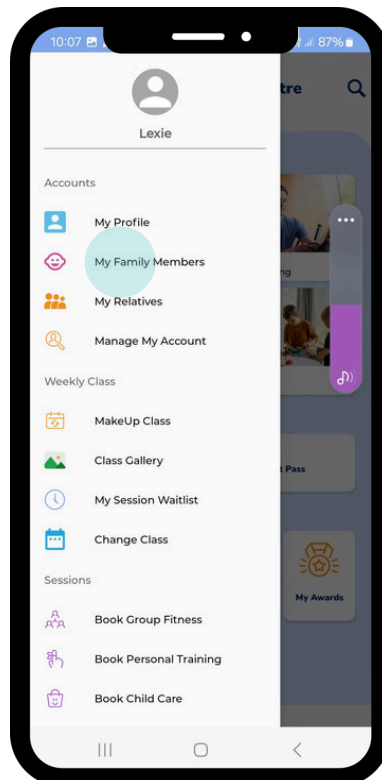 10:07
87%
tre
Lexie
Accounts
My Profile
My Family Members
ng
My Relatives
Manage My Account
Weekly Class
MakeUp Class
Class Gallery
t Pass
My Session Waitlist
Change Class
Sessions
My Awards
Book Group Fitness
Book Personal Training
Book Child Care